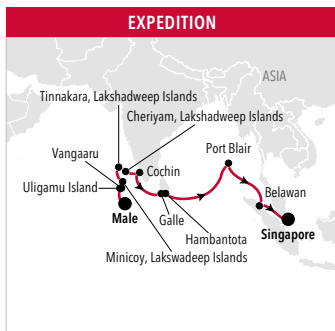 EXPEDITION
ASIA
Tinnakara, Lakshadweep Islands
Cheriyam, Lakshadweep Islands
Vangaaru
Cochin
Port Blair
Uligamu Island
Belawan
Male
Galle
Hambantota
Singapore
Minicoy, Lakswadeep Islands